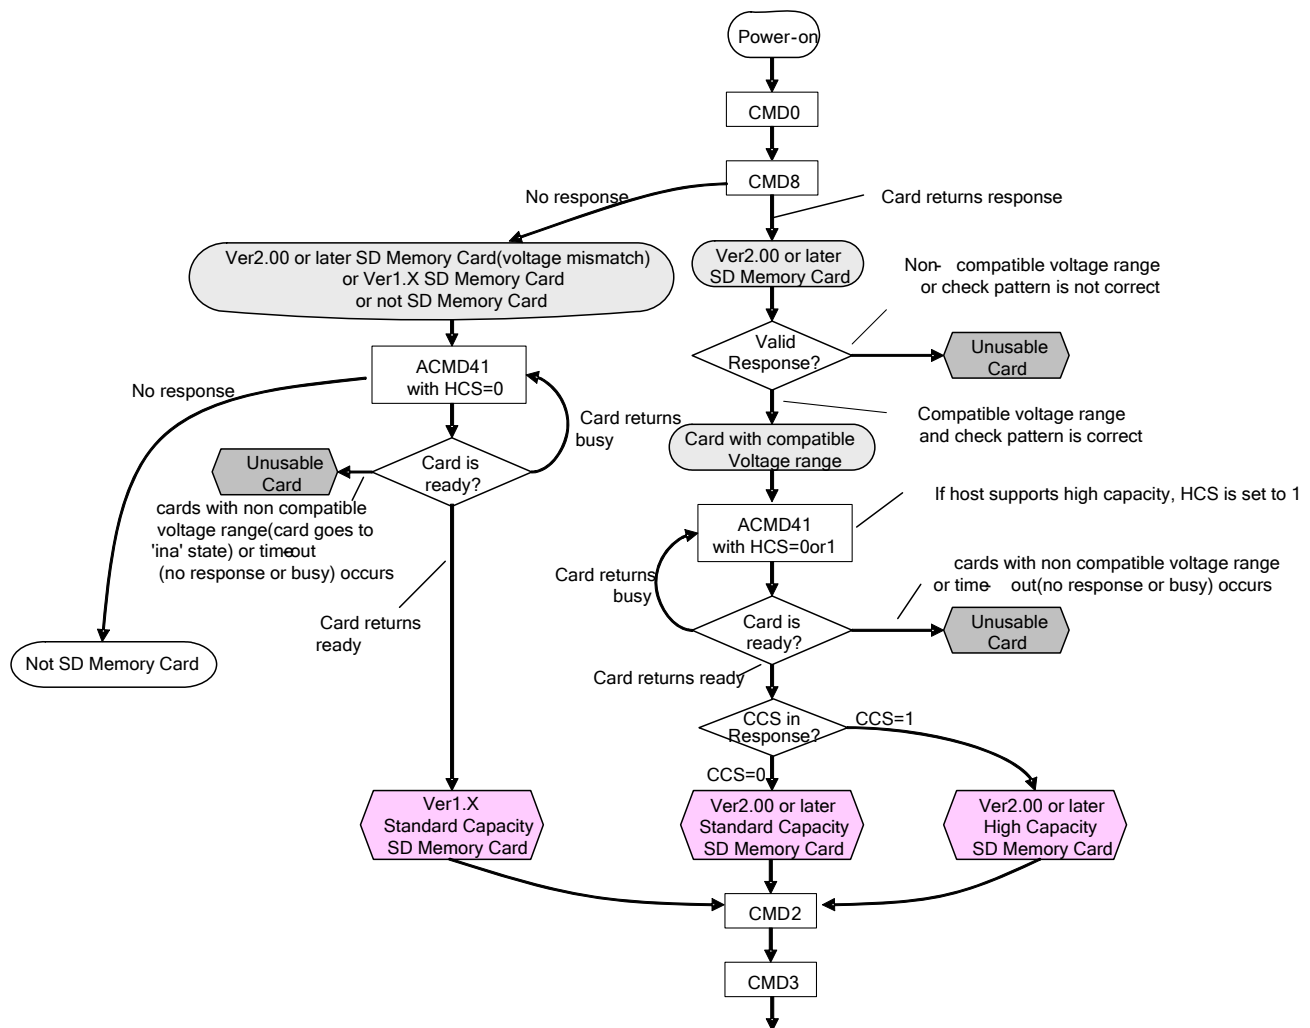 Power-on
CMD0
CMD8
No response
Card returns response
Ver2.00 or later SD Memory Card(voltage mismatch)
or Ver1.X SD Memory Card
or not SD Memory Card
Ver2.00 or later
SD Memory Card
Non- compatible voltage range
or check pattern is not correct
Valid
Response?
Unusable
Card
ACMD41
with HCS=0
No response
Card returns
busy
Compatible voltage range
and check pattern is correct
Card with compatible
Voltage range
Card is
ready?
Unusable
Card
cards with non compatible
voltage range(card goes to
'ina' state) or time-out
(no response or busy) occurs
If host supports high capacity, HCS is set to 1
ACMD41
with HCS=0or1
Card returns
busy
cards with non compatible voltage range
or time- out(no response or busy) occurs
Card is
ready?
Unusable
Card
Card returns
ready
Not SD Memory Card
Card returns ready
CCS in
Response?
CCS=1
CCS=0
Ver1.X
Standard Capacity
SD Memory Card
Ver2.00 or later
Standard Capacity
SD Memory Card
Ver2.00 or later
High Capacity
SD Memory Card
CMD2
CMD3